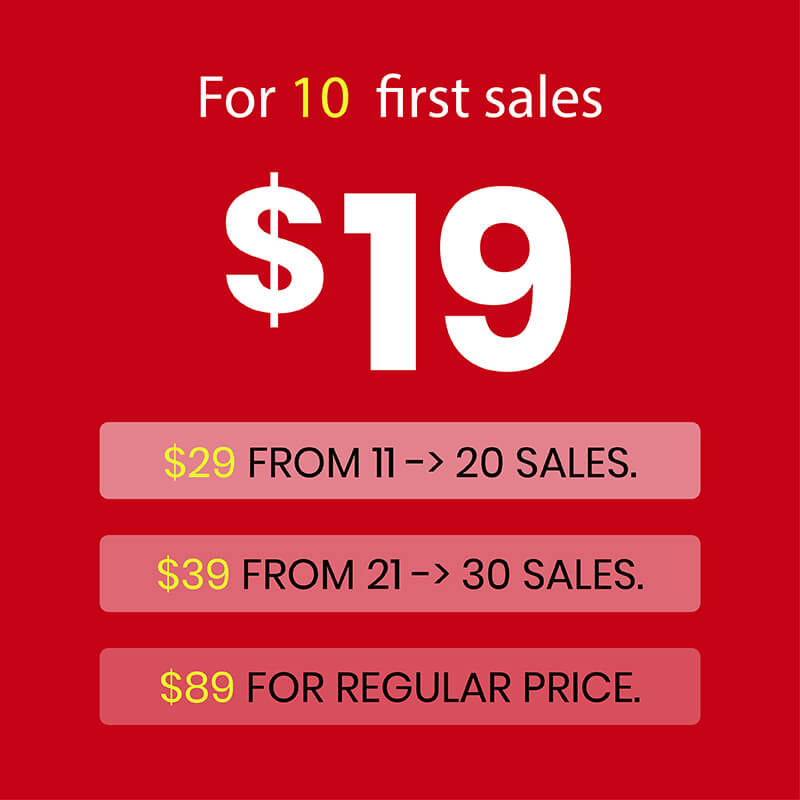 For 10 first sales
$19
$29 FROM 11 -> 20 SALES.
$39 FROM 21 -> 30 SALES.
$89 FOR REGULAR PRICE.